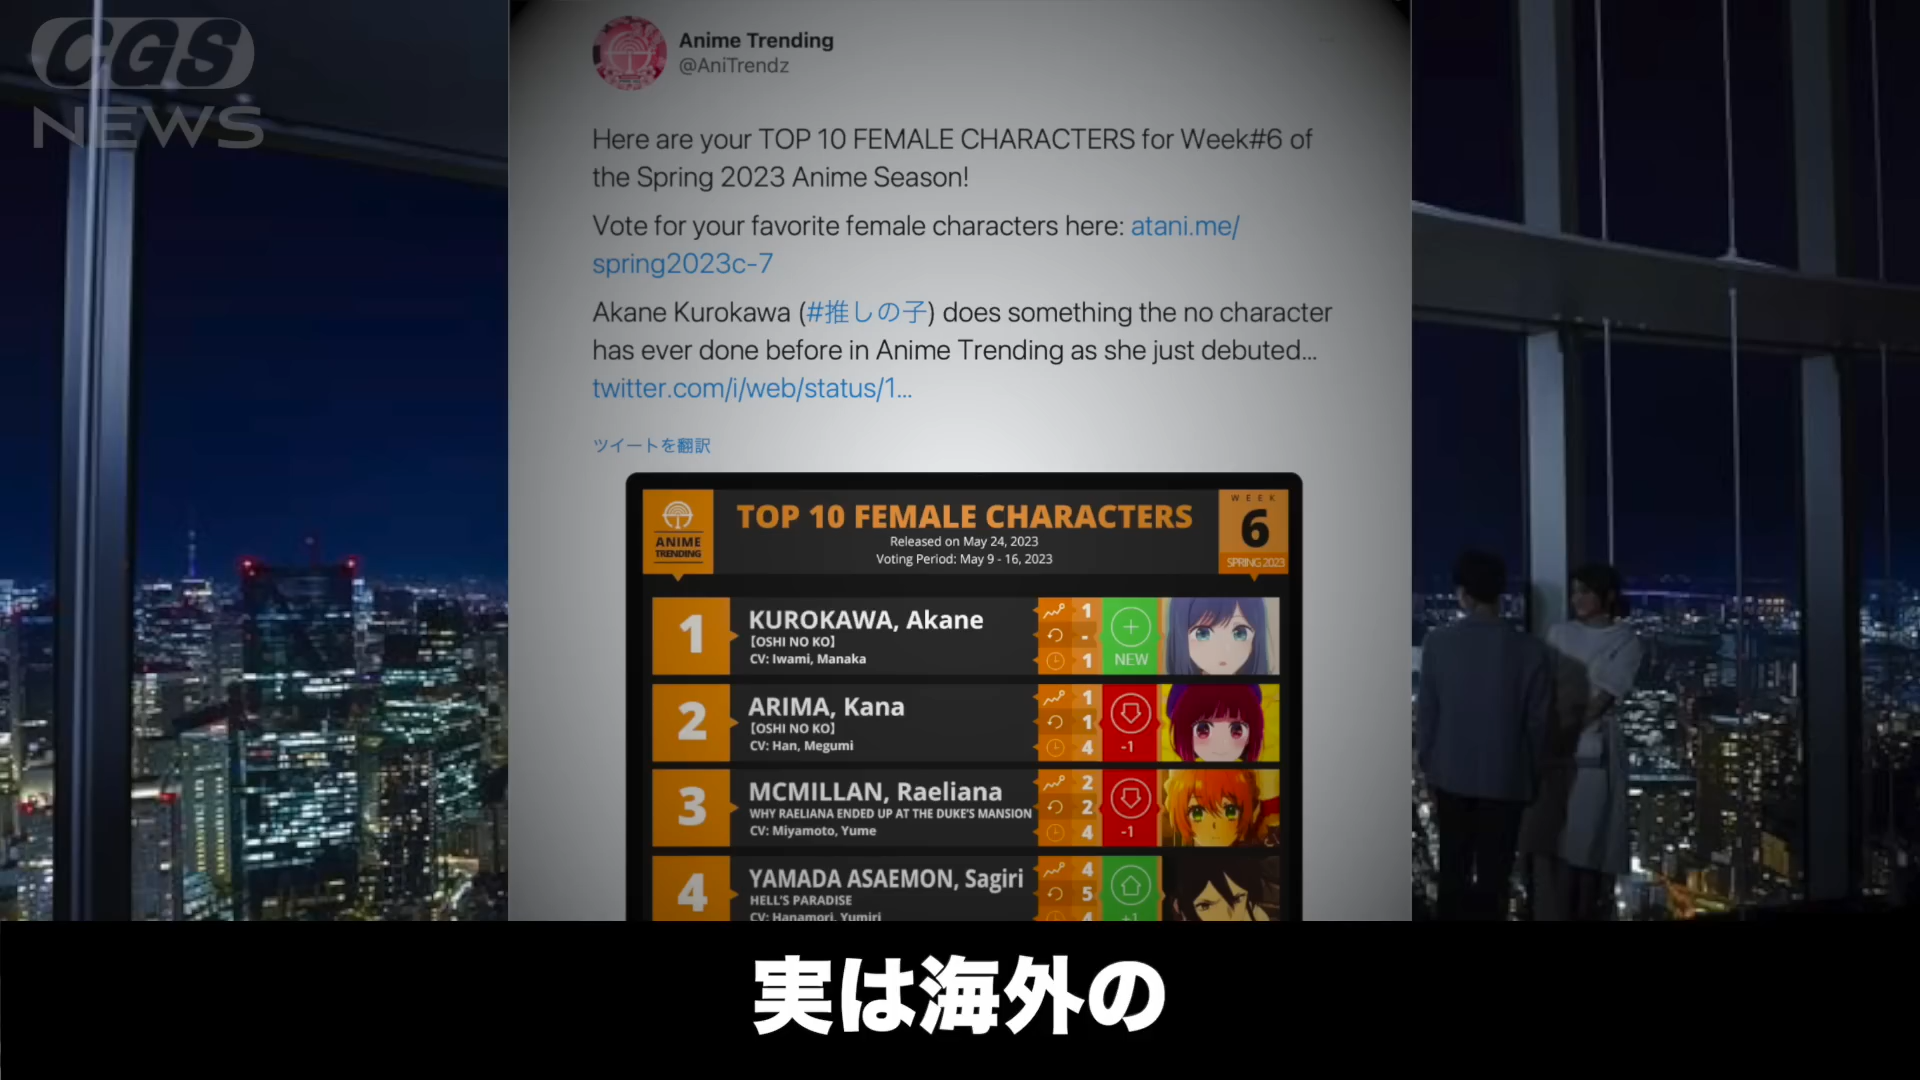 CGS
NEWS
Anime Trending
@AniTrendz
Here are your TOP 10 FEMALE CHARACTERS for Week#6 of
the Spring 2023 Anime Season!
Vote for your favorite female characters here: atani.me/
spring2023c-7
Akane Kurokawa (#推しの子) does something the no character
has ever done before in Anime Trending as she just debuted...
twitter.com/i/web/status/1...
ツイートを翻訳
ANIME
TRENDING
TOP 10 FEMALE CHARACTERS
Released on May 24, 2023
Voting Period: May 9 - 16, 2023
WEEK
6
SPRING 2023
1
KUROKAWA, Akane
【OSHI NO KO】
CV: Iwami, Manaka
1
-
1
NEW
2
ARIMA, Kana
【OSHI NO KO】
CV: Han, Megumi
1
1
4
-1
3
MCMILLAN, Raeliana
WHY RAELIANA ENDED UP AT THE DUKE'S MANSION
CV: Miyamoto, Yume
2
2
4
-1
4
YAMADA ASAEMON, Sagiri
HELL'S PARADISE
CV: Hanamori, Yumiri
4
5
4
+1
実は海外の